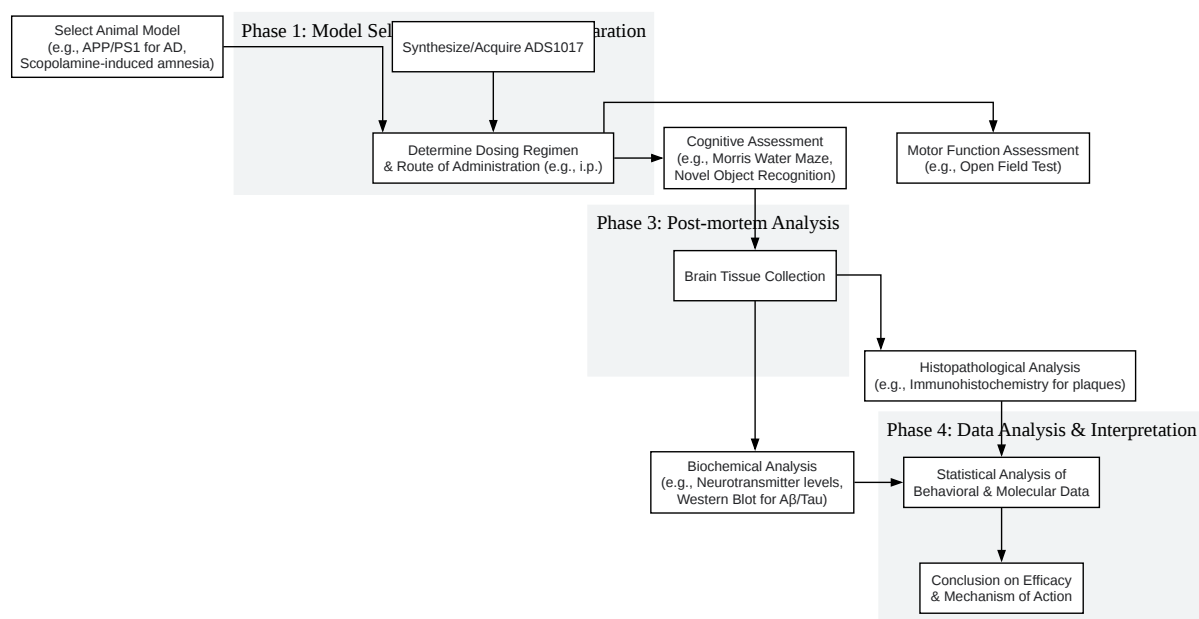 Select Animal Model
(e.g., APP/PS1 for AD,
Scopolamine-induced amnesia)
Phase 1: Model Sel
aration
Synthesize/Acquire ADS1017
Determine Dosing Regimen
& Route of Administration (e.g., i.p.)
Cognitive Assessment
(e.g., Morris Water Maze,
Novel Object Recognition)
Motor Function Assessment
(e.g., Open Field Test)
Phase 3: Post-mortem Analysis
Brain Tissue Collection
Histopathological Analysis
(e.g., Immunohistochemistry for plaques)
Phase 4: Data Analysis & Interpretation
Biochemical Analysis
(e.g., Neurotransmitter levels,
Western Blot for Aβ/Tau)
Statistical Analysis of
Behavioral & Molecular Data
Conclusion on Efficacy
& Mechanism of Action